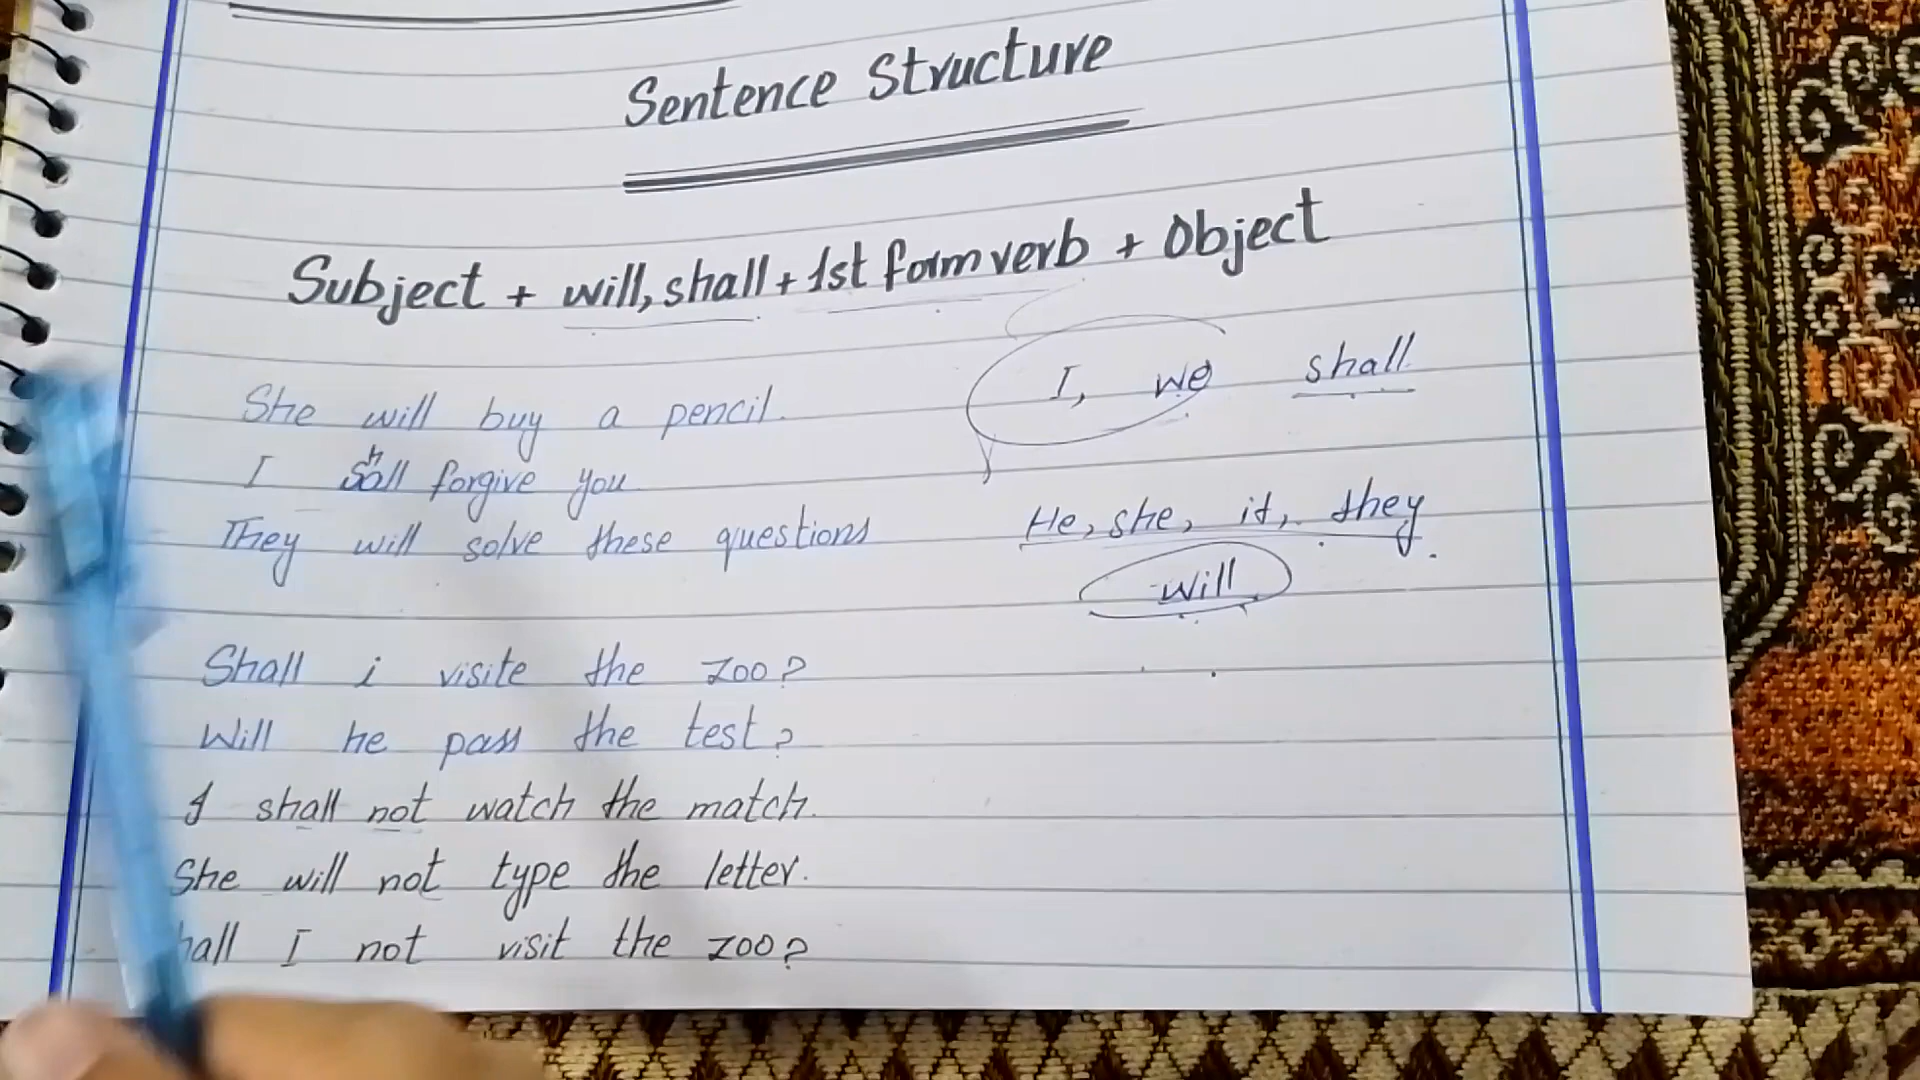 Sentence Structure
Subject + will, shall + 1st form verb + Object
She will buy a pencil.
I shall forgive you
They will solve these questions
I, we shall
He, she, it, they
will
Shall i visite the zoo?
Will he pass the test?
I shall not watch the match.
She will not type the letter.
hall I not visit the zoo?